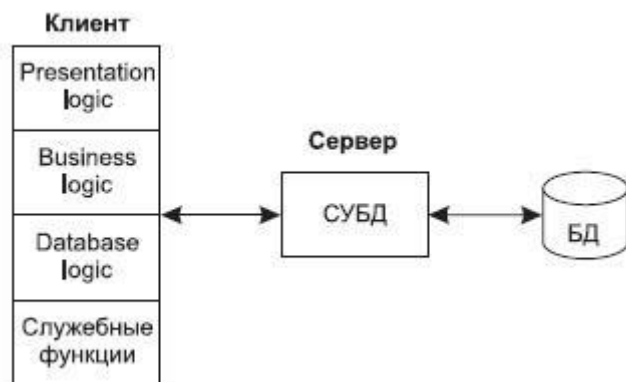 Клиент
Presentation
logic
Business
logic
Database
logic
Служебные
функции
Сервер
СУБД
БД